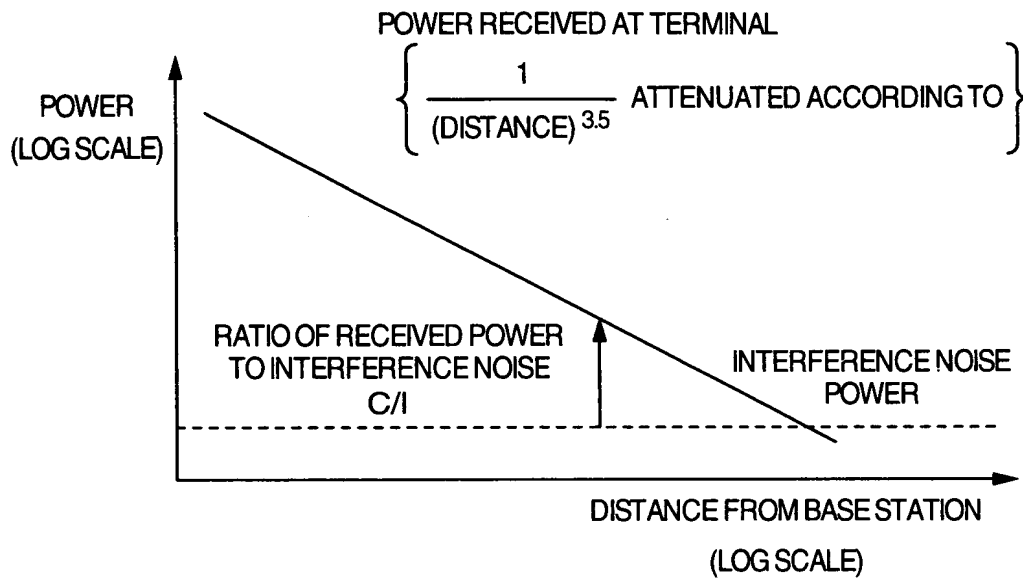 POWER RECEIVED AT TERMINAL
{ 1 / (DISTANCE) 3.5 ATTENUATED ACCORDING TO }
POWER
(LOG SCALE)
RATIO OF RECEIVED POWER
TO INTERFERENCE NOISE
C/I
INTERFERENCE NOISE
POWER
DISTANCE FROM BASE STATION
(LOG SCALE)